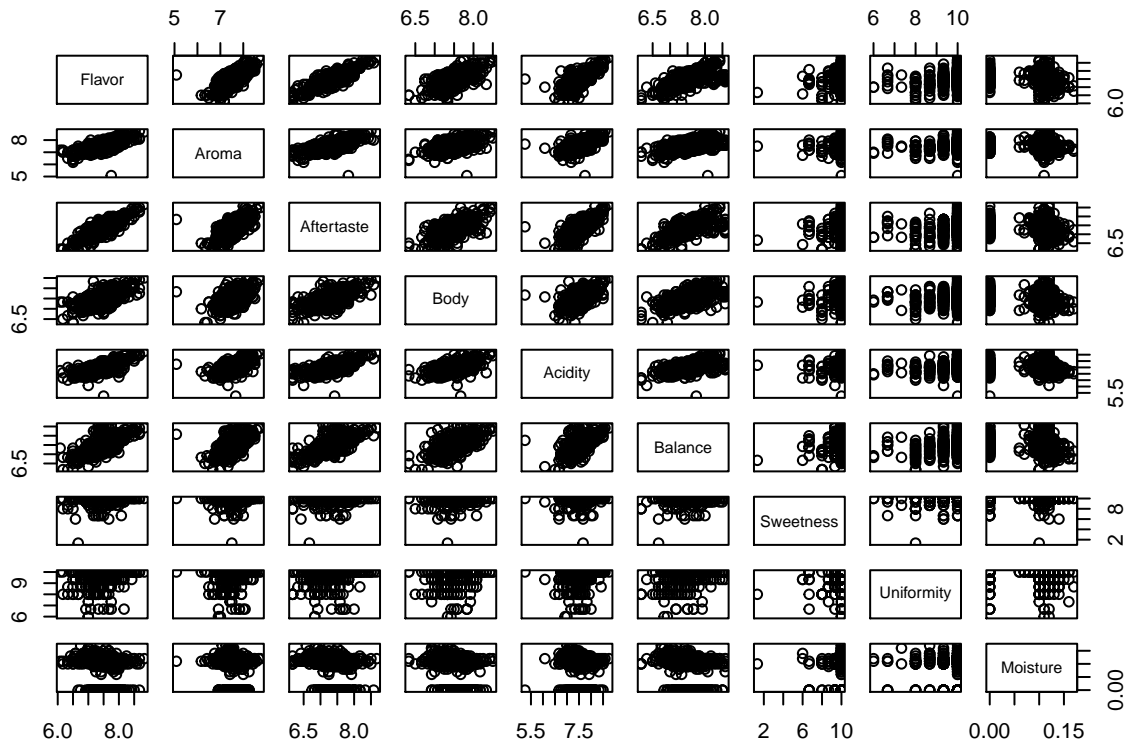 5 7 6.5 8.0 6.5 8.0 6 8 10
Flavor 6.0
5 8 Aroma
Aftertaste 6.5
6.5 Body
Acidity 5.5
6.5 Balance
Sweetness 2 8
6 9 Uniformity
Moisture 0.00
6.0 8.0 6.5 8.0 5.5 7.5 2 6 10 0.00 0.15